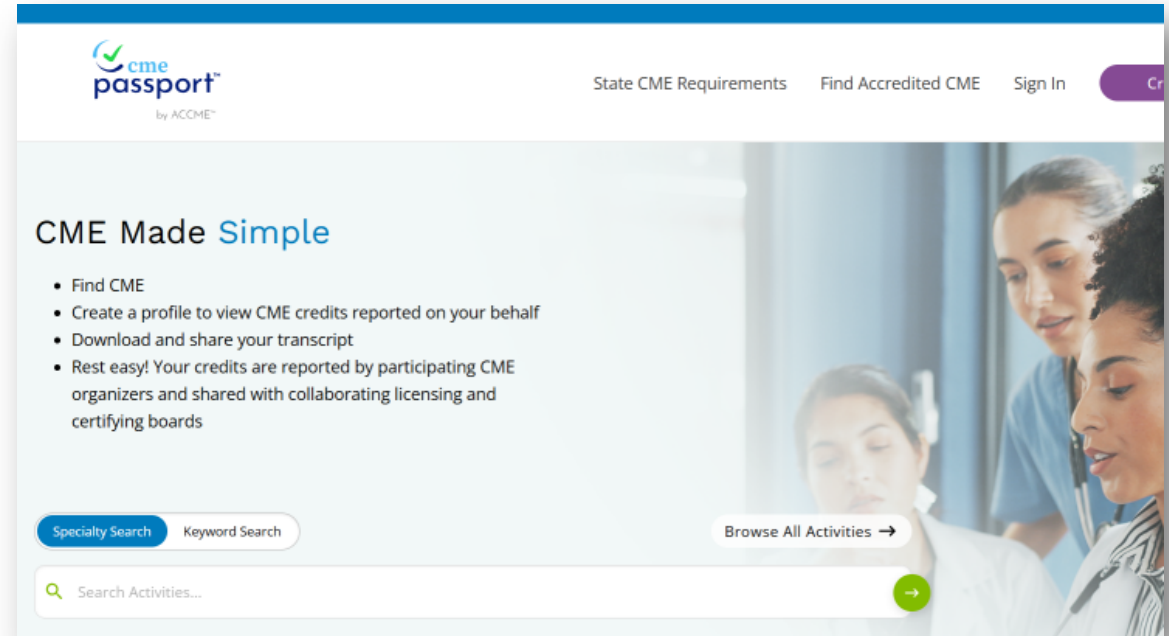 cme
passport™
by ACCME™
State CME Requirements
Find Accredited CME
Sign In
Cr
CME Made Simple
• Find CME
• Create a profile to view CME credits reported on your behalf
• Download and share your transcript
• Rest easy! Your credits are reported by participating CME
organizers and shared with collaborating licensing and
certifying boards
Specialty Search
Keyword Search
Browse All Activities →
Search Activities...